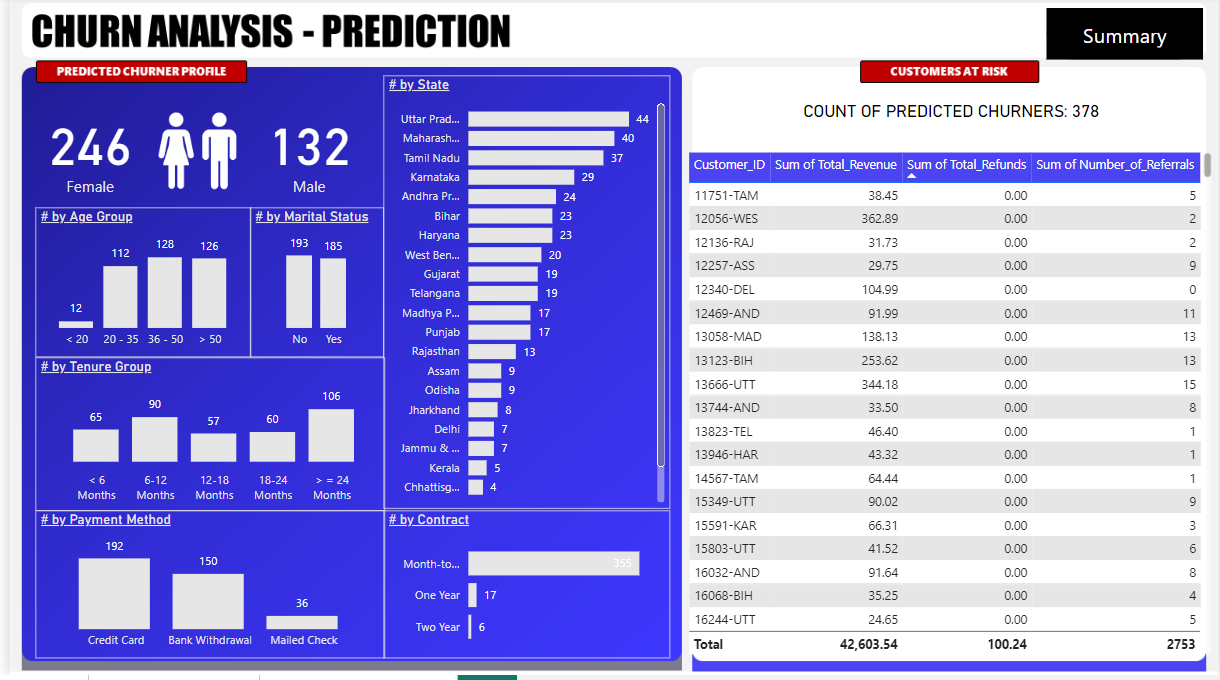 CHURN ANALYSIS - PREDICTION
Summary
PREDICTED CHURNER PROFILE
246
Female
132
Male
# by Age Group
12
112
128
126
< 20
20 - 35
36 - 50
> 50
# by Marital Status
193
185
No
Yes
# by Tenure Group
65
90
57
60
106
< 6
Months
6-12
Months
12-18
Months
18-24
Months
> = 24
Months
# by Payment Method
192
150
36
Credit Card
Bank Withdrawal
Mailed Check
# by State
Uttar Prad... 44
Maharash... 40
Tamil Nadu 37
Karnataka 29
Andhra Pr... 24
Bihar 23
Haryana 23
West Ben... 20
Gujarat 19
Telangana 19
Madhya P... 17
Punjab 17
Rajasthan 13
Assam 9
Odisha 9
Jharkhand 8
Delhi 7
Jammu & ... 7
Kerala 5
Chhattisg... 4
# by Contract
Month-to... 355
One Year 17
Two Year 6
CUSTOMERS AT RISK
COUNT OF PREDICTED CHURNERS: 378
Customer_ID Sum of Total_Revenue Sum of Total_Refunds Sum of Number_of_Referrals
11751-TAM 38.45 0.00 5
12056-WES 362.89 0.00 2
12136-RAJ 31.73 0.00 2
12257-ASS 29.75 0.00 9
12340-DEL 104.99 0.00 0
12469-AND 91.99 0.00 11
13058-MAD 138.13 0.00 13
13123-BIH 253.62 0.00 13
13666-UTT 344.18 0.00 15
13744-AND 33.50 0.00 8
13823-TEL 46.40 0.00 1
13946-HAR 43.32 0.00 1
14567-TAM 64.44 0.00 1
15349-UTT 90.02 0.00 9
15591-KAR 66.31 0.00 3
15803-UTT 41.52 0.00 6
16032-AND 91.64 0.00 8
16068-BIH 35.25 0.00 4
16244-UTT 24.65 0.00 5
Total 42,603.54 100.24 2753